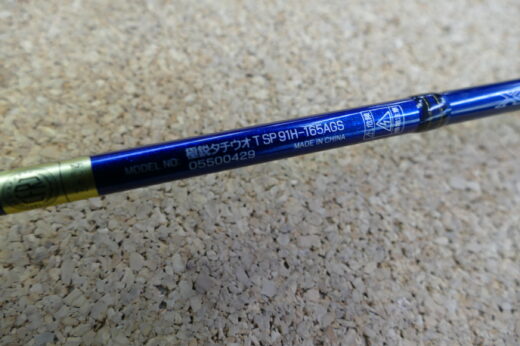 極鋭タチウオ T SP 91H-165AGS
MODEL NO: 05500429
MADE IN CHINA